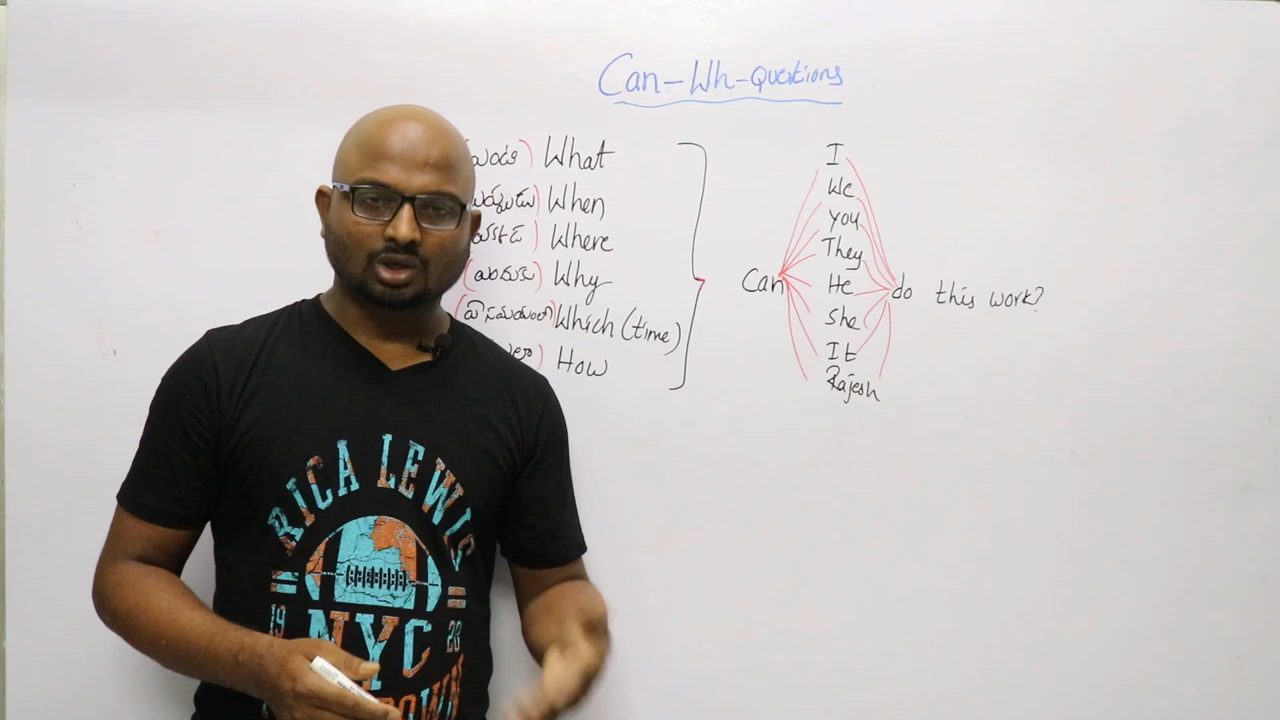 Can-Wh-Questions
What
When
Where
Why
Which (time)
How
Can
I
We
you
They
He
She
It
Rajesh
do this work?
RICA LEWIS
19 28
NYC